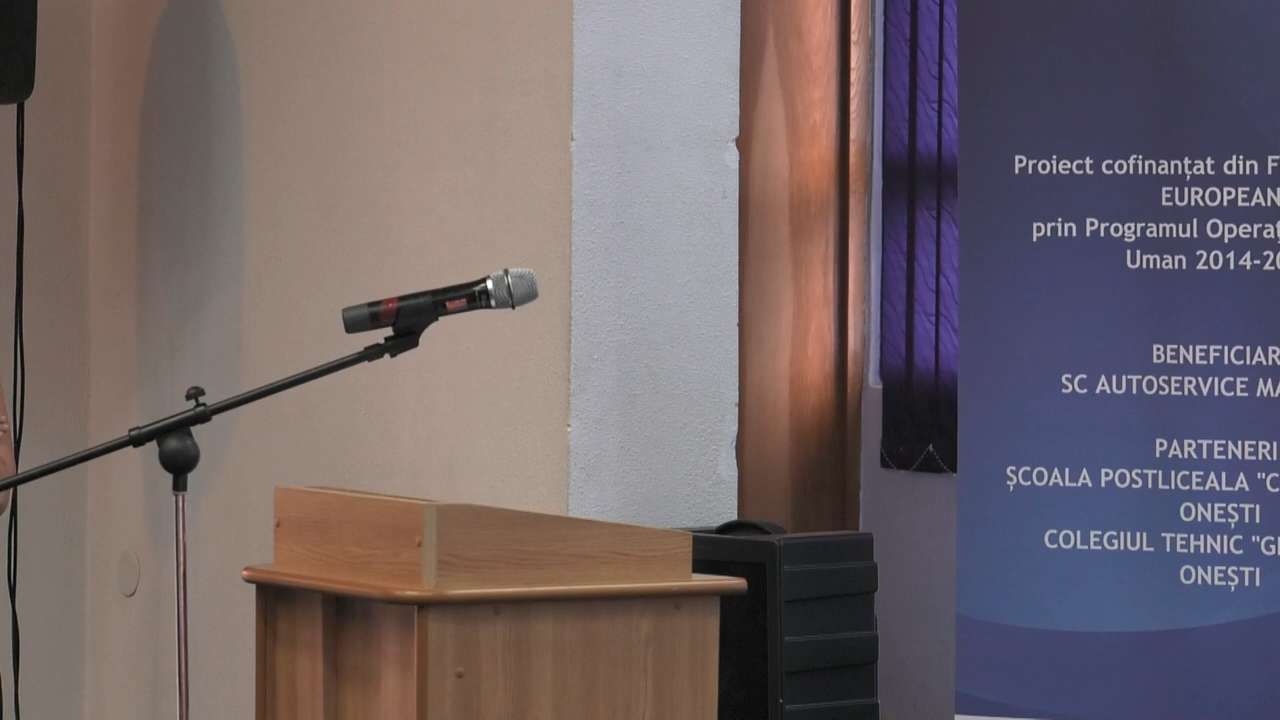 Proiect cofinanțat din F
EUROPEAN
prin Programul Operaț
Uman 2014-20
BENEFICIAR
SC AUTOSERVICE MA
PARTENERI
ȘCOALA POSTLICEALA "C
ONEȘTI
COLEGIUL TEHNIC "G
ONEȘTI